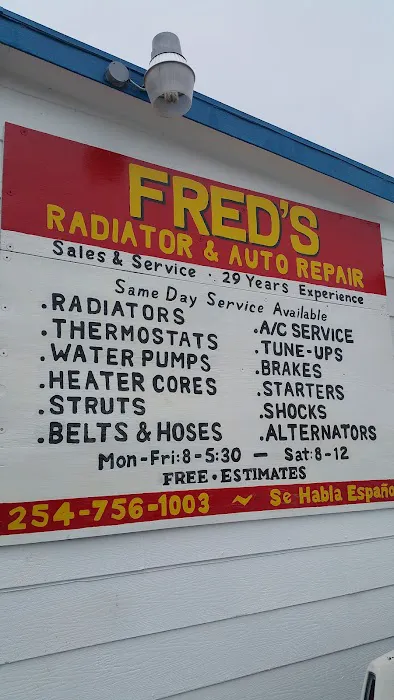 FRED'S
RADIATOR & AUTO REPAIR
Sales & Service · 29 Years Experience
Same Day Service Available
.RADIATORS
.THERMOSTATS
.WATER PUMPS
.HEATER CORES
.STRUTS
.BELTS & HOSES
.A/C SERVICE
.TUNE-UPS
.BRAKES
.STARTERS
.SHOCKS
.ALTERNATORS
Mon-Fri:8-5:30 — Sat:8-12
FREE·ESTIMATES
254-756-1003 ~ Se Habla Españo